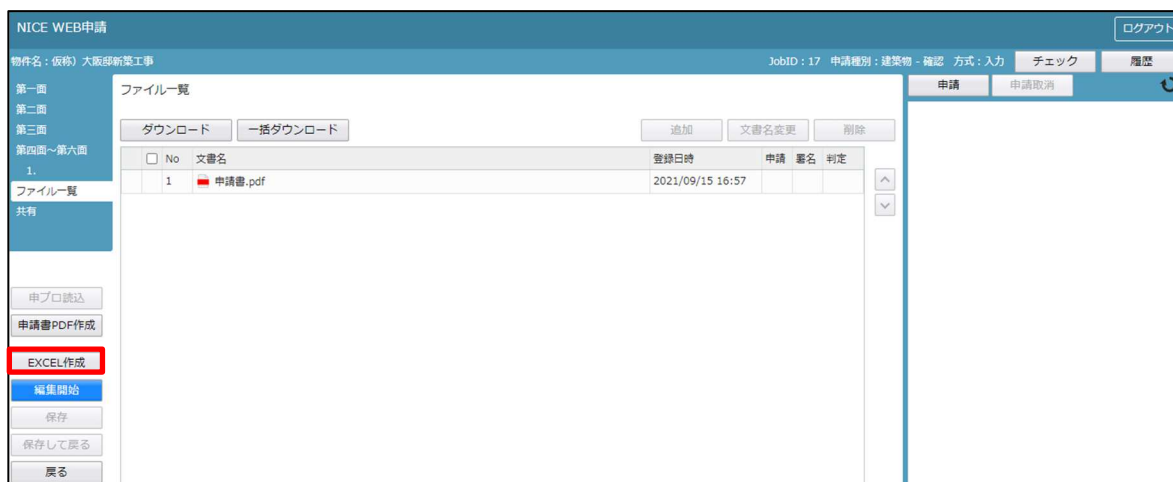 NICE WEB申請
ログアウト
物件名：仮称）大阪邸新築工事
JobID：17 申請種別：建築物 - 確認 方式：入力 チェック 履歴
第一面
第二面
第三面
第四面～第六面
1.
ファイル一覧
共有
申プロ読込
申請書PDF作成
EXCEL作成
編集開始
保存
保存して戻る
戻る
ファイル一覧
ダウンロード 一括ダウンロード 追加 文書名変更 削除
No 文書名 登録日時 申請 署名 判定
1 申請書.pdf 2021/09/15 16:57
申請 申請取消